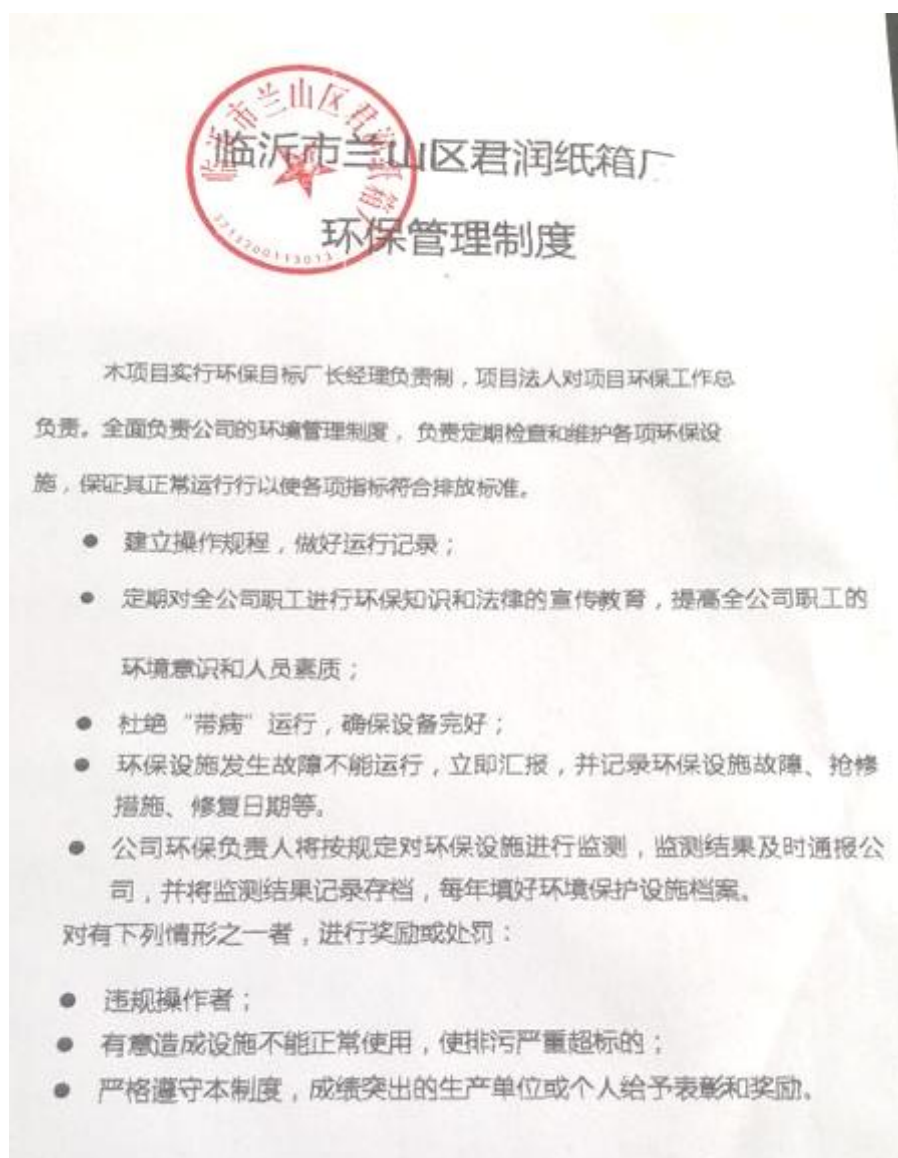 临沂市兰山区君润纸箱厂
临沂市兰山区君润纸箱厂
环保管理制度
木项目实行环保目标厂长经理负责制，项目法人对项目环保工作总
负责。全面负责公司的环境管理制度，负责定期检查和维护各项环保设
施，保证其正常运行行以使各项指标符合排放标准。
● 建立操作规程，做好运行记录；
● 定期对全公司职工进行环保知识和法律的宣传教育，提高全公司职工的
环境意识和人员素质；
● 杜绝“带病”运行，确保设备完好；
● 环保设施发生故障不能运行，立即汇报，并记录环保设施故障、抢修
措施、修复日期等。
● 公司环保负责人将按规定对环保设施进行监测，监测结果及时通报公
司，并将监测结果记录存档，每年填好环境保护设施档案。
对有下列情形之一者，进行奖励或处罚：
● 违规操作者；
● 有意造成设施不能正常使用，使排污严重超标的；
● 严格遵守本制度，成绩突出的生产单位或个人给予表彰和奖励。